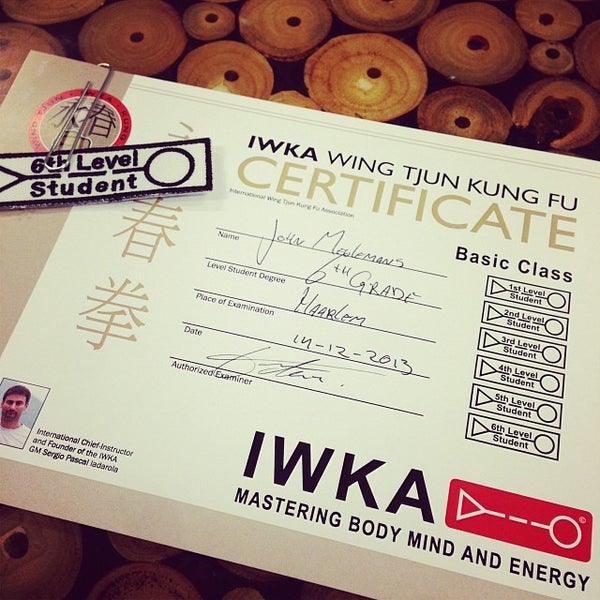 6th Level
Student
春
拳
IWKA WING TJUN KUNG FU
CERTIFICATE
International Wing Tjun Kung Fu Association
Name John Meulemans
Level Student Degree 6TH GRADE
Place of Examination Haarlem
Date 14-12-2013
Authorized Examiner
Basic Class
1st Level
Student
2nd Level
Student
3rd Level
Student
4th Level
Student
5th Level
Student
6th Level
Student
International Chief-Instructor
and Founder of the IWKA
GM Sergio Pascal Iadarola
IWKA
MASTERING BODY MIND AND ENERGY